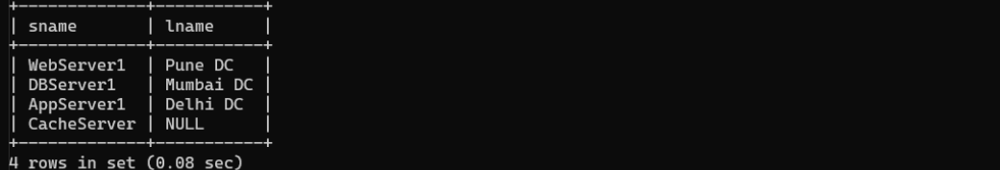 +-------------+-----------+
| sname       | lname     |
+-------------+-----------+
| WebServer1  | Pune DC   |
| DBServer1   | Mumbai DC |
| AppServer1  | Delhi DC  |
| CacheServer | NULL      |
+-------------+-----------+
4 rows in set (0.08 sec)